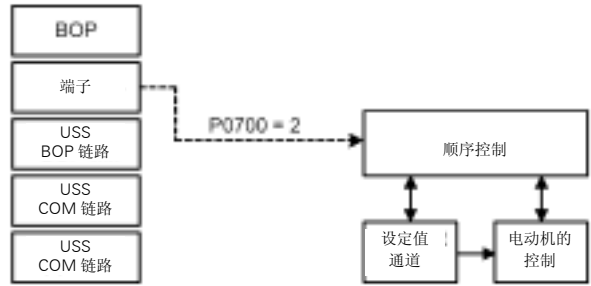 BOP
端子
USS
BOP 链路
USS
COM 链路
USS
COM 链路
P0700 = 2
顺序控制
设定值
通道
电动机的
控制